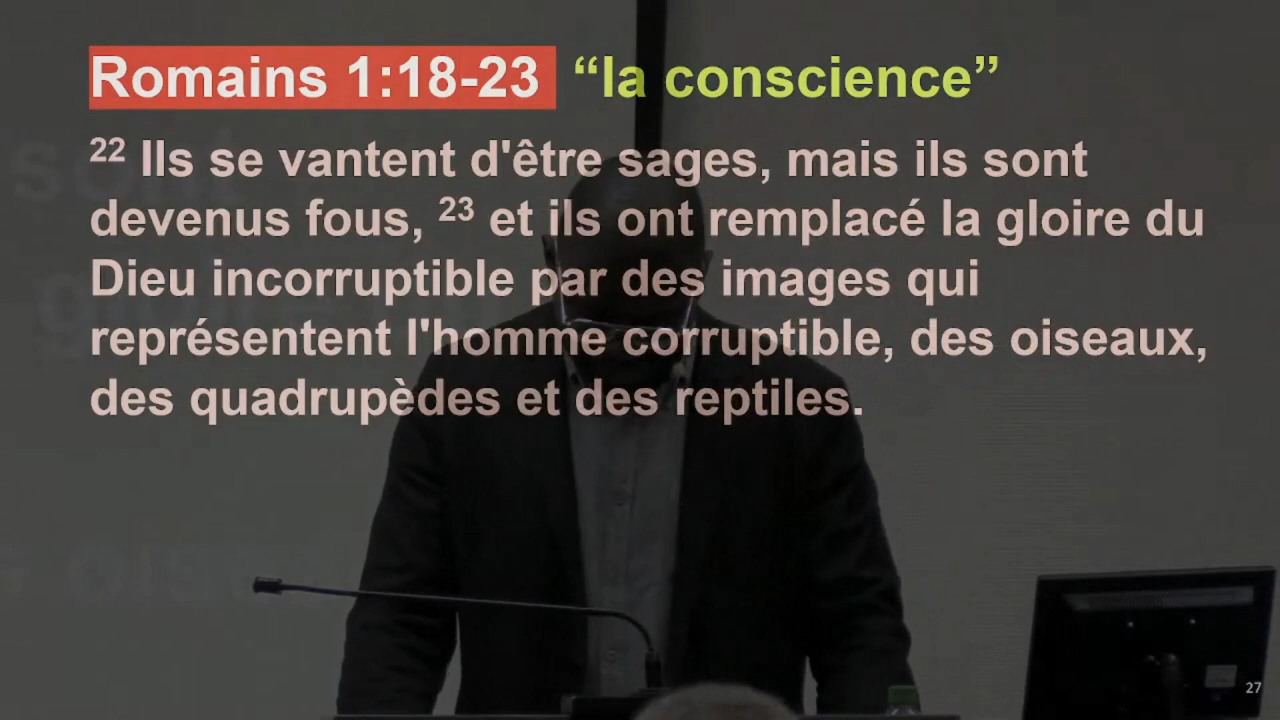 Romains 1:18-23 “la conscience”
22 Ils se vantent d'être sages, mais ils sont
devenus fous, 23 et ils ont remplacé la gloire du
Dieu incorruptible par des images qui
représentent l'homme corruptible, des oiseaux,
des quadrupèdes et des reptiles.
27